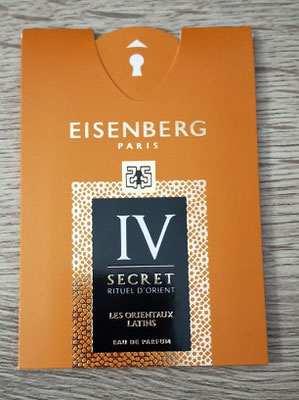 EISENBERG
PARIS
IV
SECRET
RITUEL D'ORIENT
LES ORIENTAUX
LATINS
EAU DE PARFUM